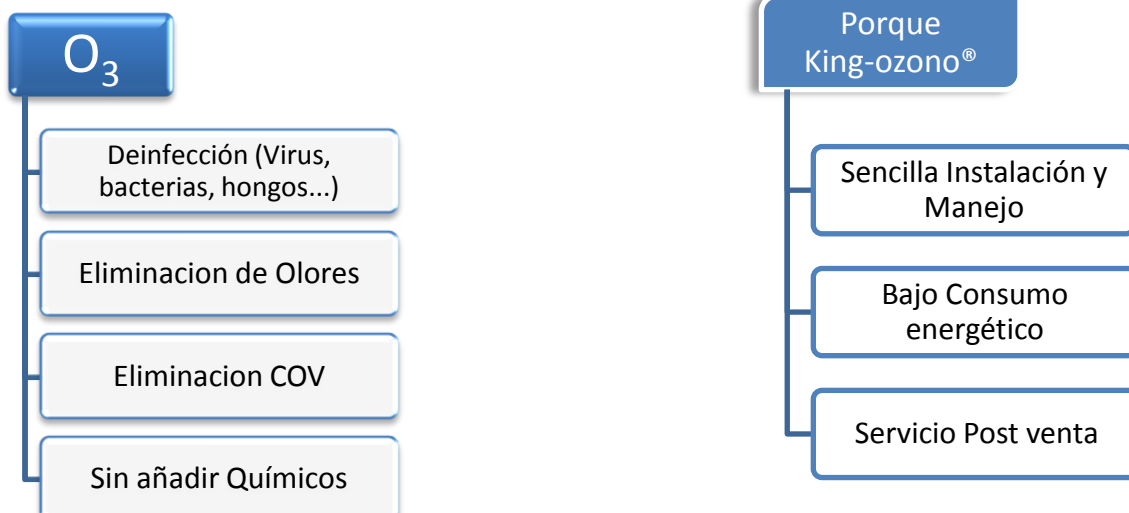 O₃
Deinfección (Virus,
bacterias, hongos...)
Eliminacion de Olores
Eliminacion COV
Sin añadir Químicos
Porque
King-ozono®
Sencilla Instalación y
Manejo
Bajo Consumo
energético
Servicio Post venta